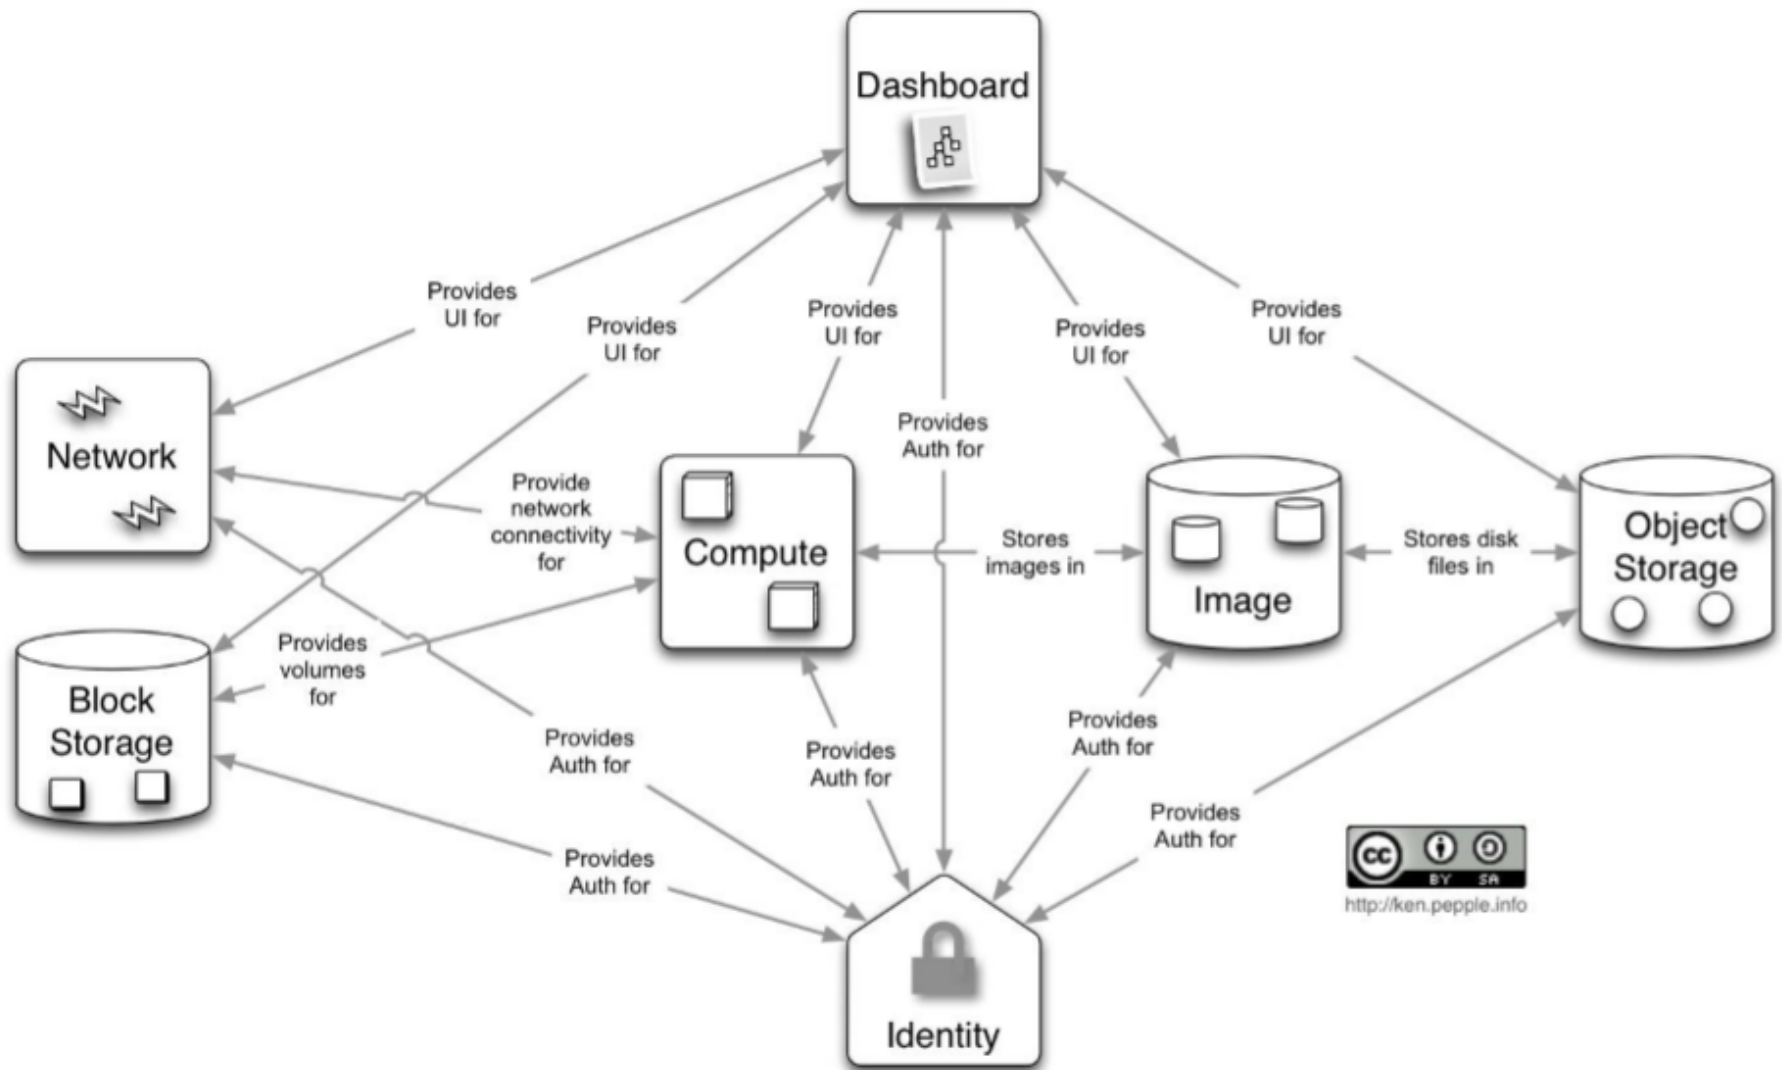 Dashboard
Provides
UI for
Provides
UI for
Provides
UI for
Provides
UI for
Provides
UI for
Provides
Auth for
Network
Provide
network
connectivity
for
Compute
Stores
images in
Image
Stores disk
files in
Object
Storage
Block
Storage
Provides
volumes
for
Provides
Auth for
Provides
Auth for
Provides
Auth for
Provides
Auth for
Provides
Auth for
cc
BY SA
http://ken.pepple.info
Identity